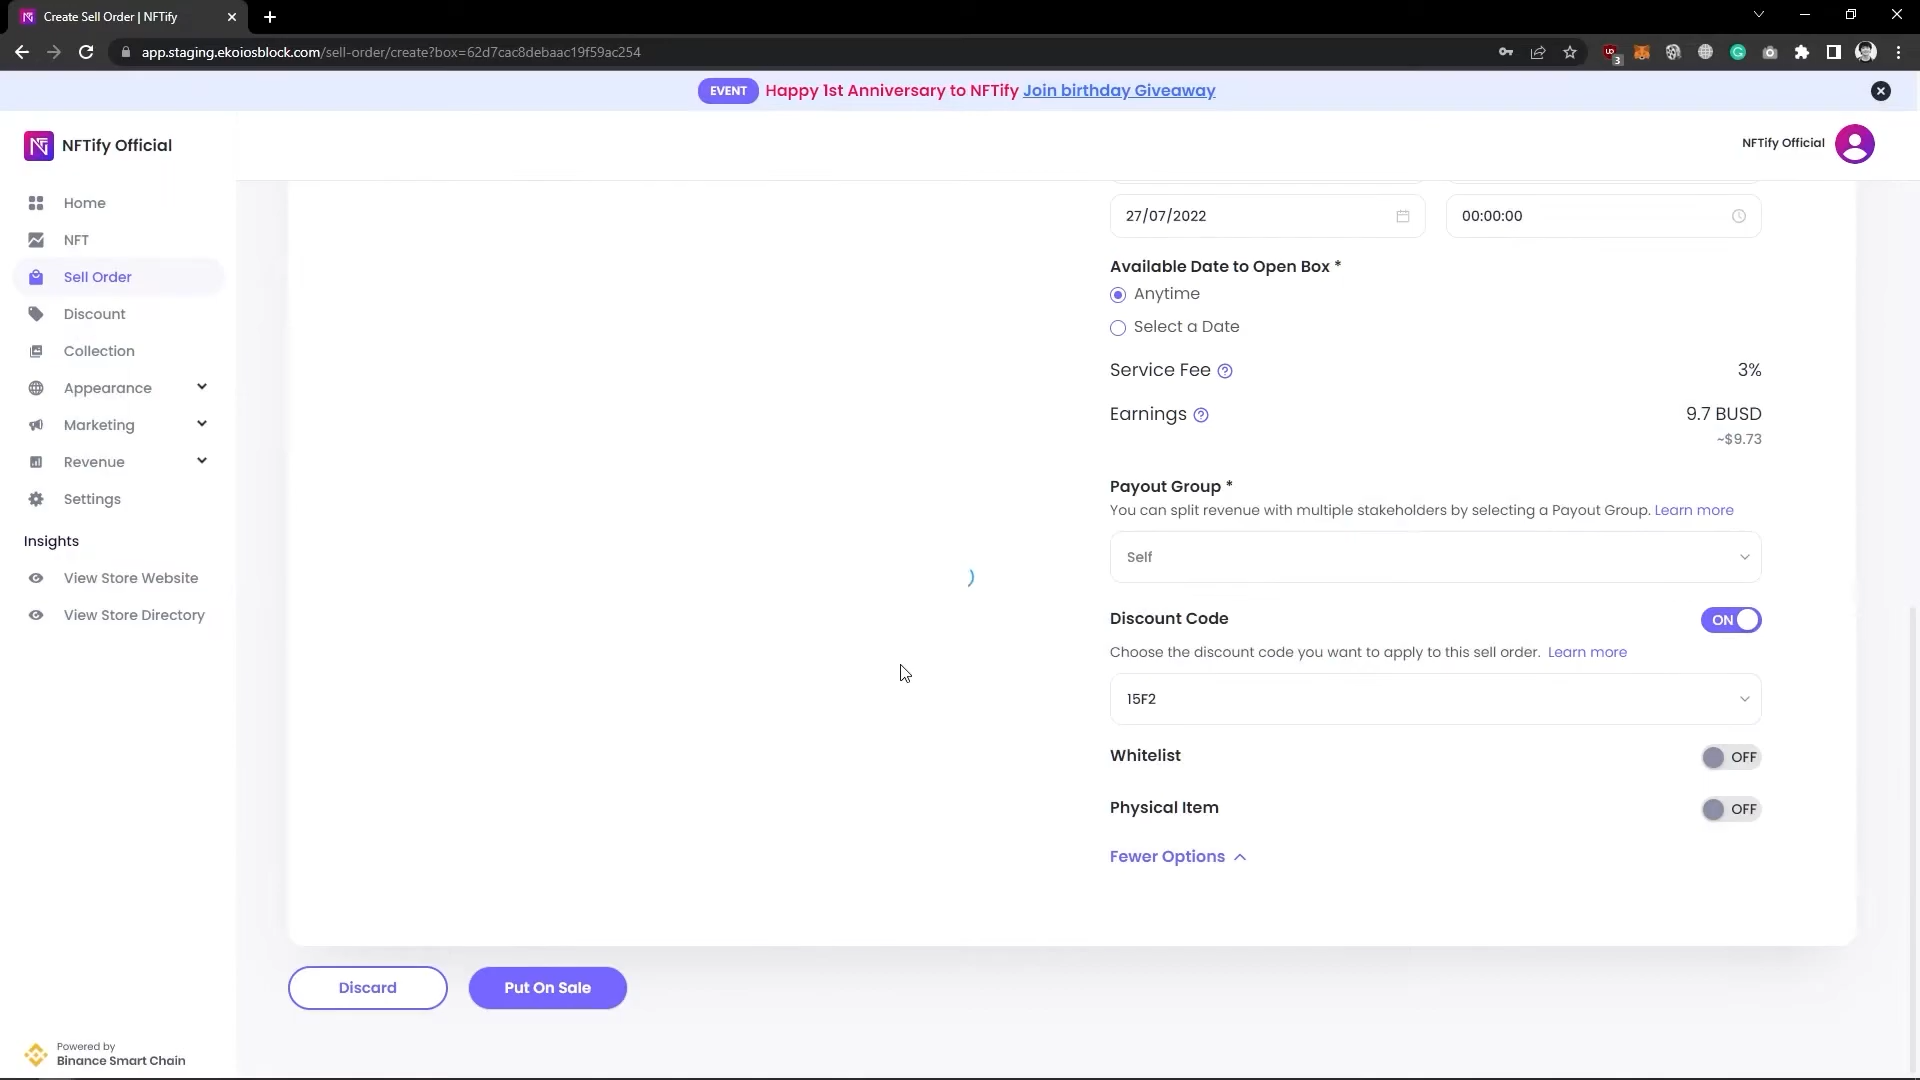 Create Sell Order | NFTify
app.staging.ekoiosblock.com/sell-order/create?box=62d7cac8debaac19f59ac254
3
EVENT Happy 1st Anniversary to NFTify Join birthday Giveaway
NFTify Official
NFTify Official
Home
NFT
Sell Order
Discount
Collection
Appearance
Marketing
Revenue
Settings
Insights
View Store Website
View Store Directory
Powered by
Binance Smart Chain
27/07/2022
00:00:00
Available Date to Open Box *
Anytime
Select a Date
Service Fee
3%
Earnings
9.7 BUSD
~$9.73
Payout Group *
You can split revenue with multiple stakeholders by selecting a Payout Group. Learn more
Self
Discount Code
ON
Choose the discount code you want to apply to this sell order. Learn more
15F2
Whitelist
OFF
Physical Item
OFF
Fewer Options
Discard
Put On Sale